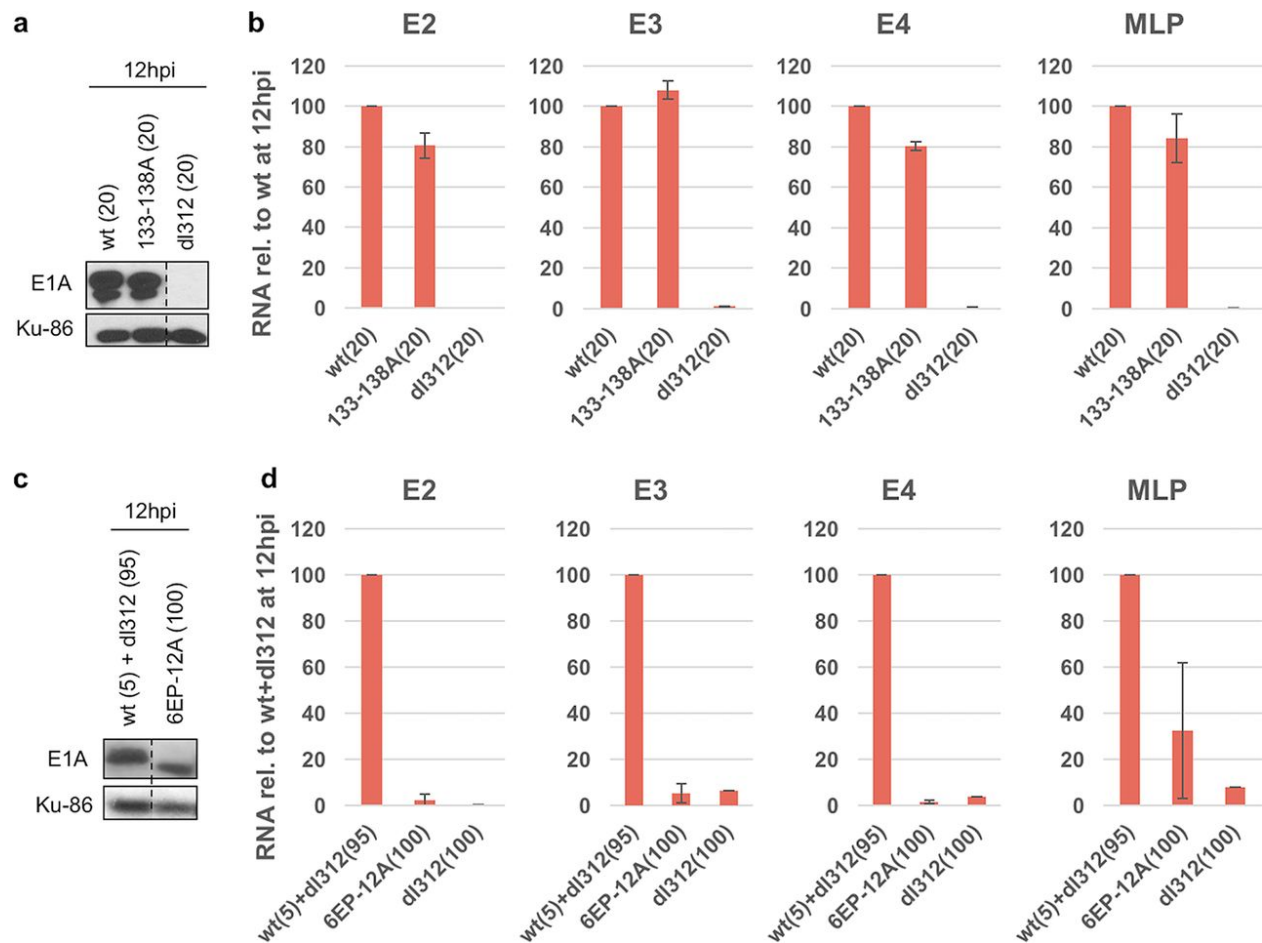 a
12hpi
wt (20)
133-138A (20)
dl312 (20)
E1A
Ku-86
b
RNA rel. to wt at 12hpi
E2
120
100
80
60
40
20
0
wt(20)
133-138A(20)
dl312(20)
E3
120
100
80
60
40
20
0
wt(20)
133-138A(20)
dl312(20)
E4
120
100
80
60
40
20
0
wt(20)
133-138A(20)
dl312(20)
MLP
120
100
80
60
40
20
0
wt(20)
133-138A(20)
dl312(20)
c
12hpi
wt (5) + dl312 (95)
6EP-12A (100)
E1A
Ku-86
d
RNA rel. to wt+dl312 at 12hpi
E2
120
100
80
60
40
20
0
wt(5)+dl312(95)
6EP-12A(100)
dl312(100)
E3
120
100
80
60
40
20
0
wt(5)+dl312(95)
6EP-12A(100)
dl312(100)
E4
120
100
80
60
40
20
0
wt(5)+dl312(95)
6EP-12A(100)
dl312(100)
MLP
120
100
80
60
40
20
0
wt(5)+dl312(95)
6EP-12A(100)
dl312(100)